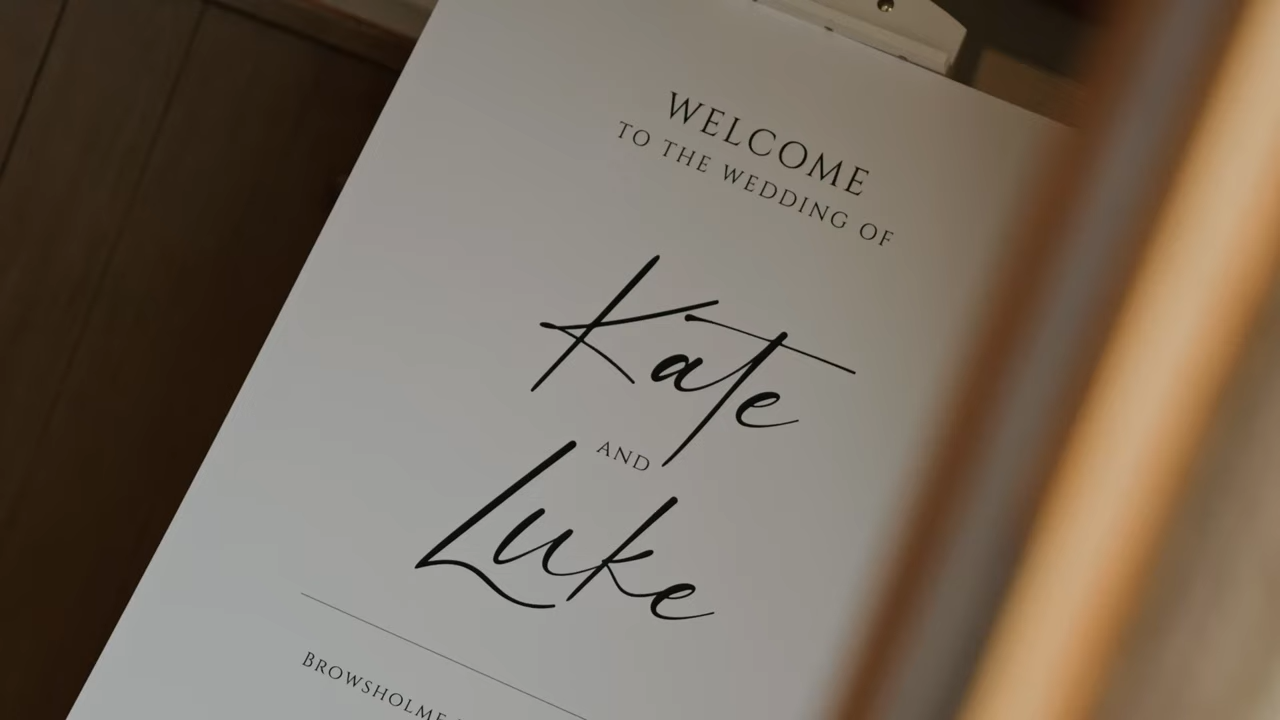 WELCOME
TO THE WEDDING OF
Kate
AND
Luke
BROWSHOLME